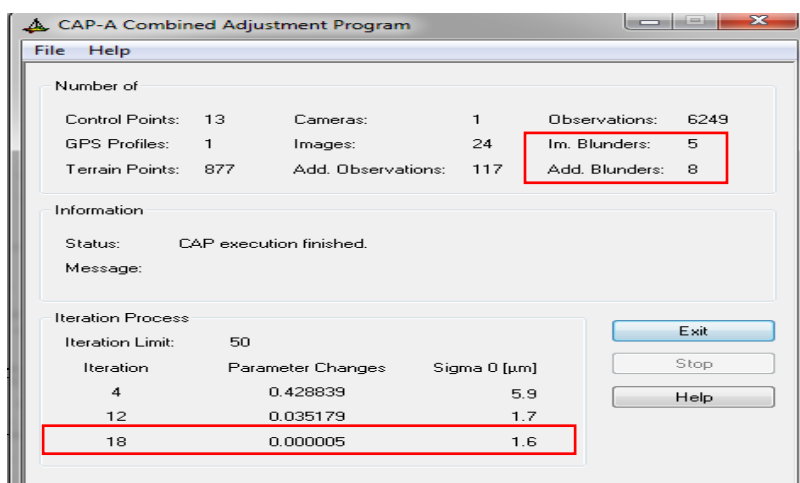 CAP-A Combined Adjustment Program
File Help
Number of
Control Points: 13 Cameras: 1 Observations: 6249
GPS Profiles: 1 Images: 24 Im. Blunders: 5
Terrain Points: 877 Add. Observations: 117 Add. Blunders: 8
Information
Status: CAP execution finished.
Message:
Iteration Process
Iteration Limit: 50
Iteration Parameter Changes Sigma 0 [µm]
4 0.428839 5.9
12 0.035179 1.7
18 0.000005 1.6
Exit
Stop
Help